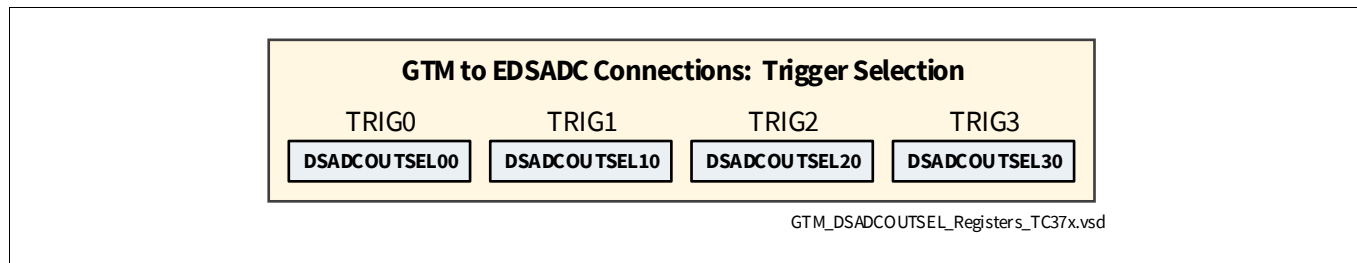 GTM to EDSADC Connections: Trigger Selection
TRIG0 TRIG1 TRIG2 TRIG3
DSADCOUTSEL00 DSADCOUTSEL10 DSADCOUTSEL20 DSADCOUTSEL30
GTM_DSADCOUTSEL_Registers_TC37x.vsd